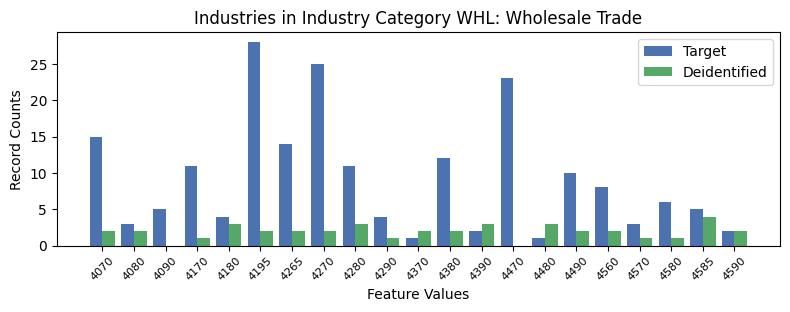 Industries in Industry Category WHL: Wholesale Trade
Target
Deidentified
Record Counts
25
20
15
10
5
0
4070 4080 4090 4170 4180 4195 4265 4270 4280 4290 4370 4380 4390 4470 4480 4490 4560 4570 4580 4585 4590
Feature Values